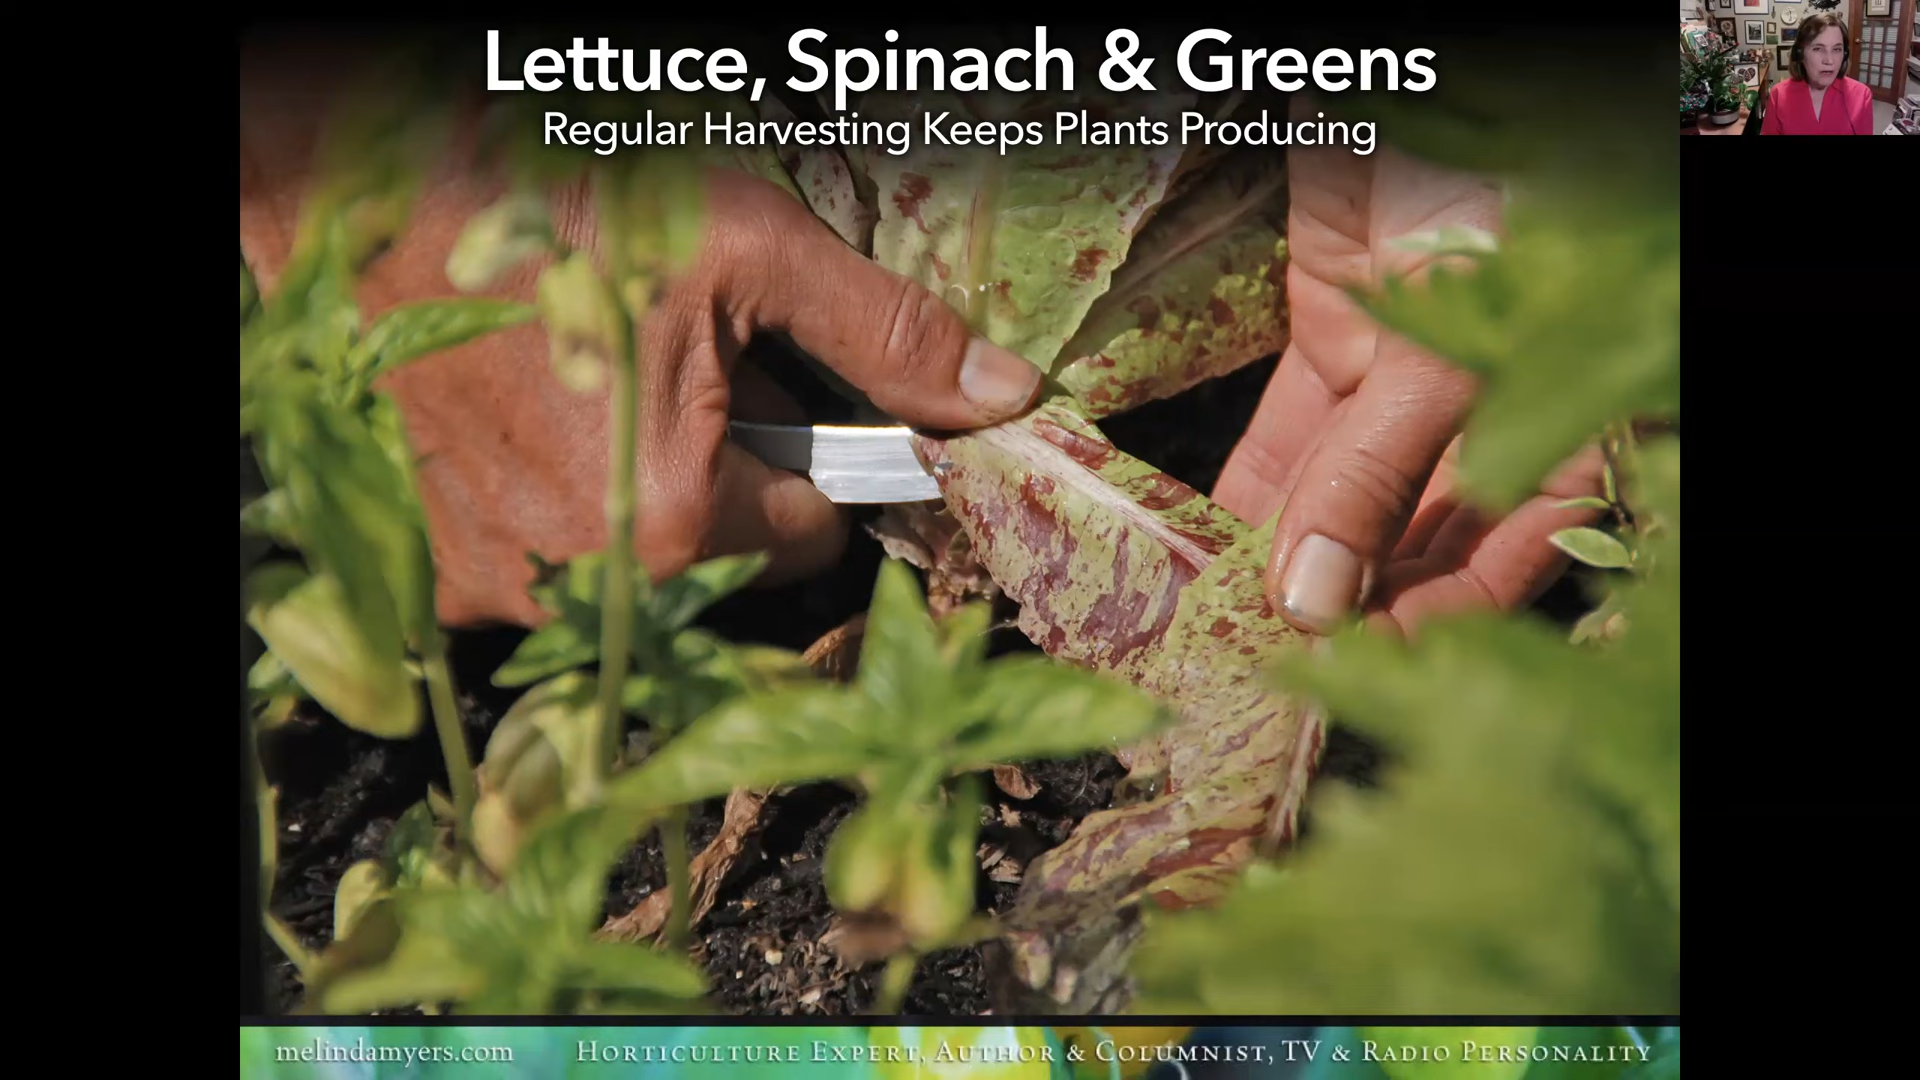 Lettuce, Spinach & Greens
Regular Harvesting Keeps Plants Producing
melindamyers.com Horticulture Expert, Author & Columnist, TV & Radio Personality